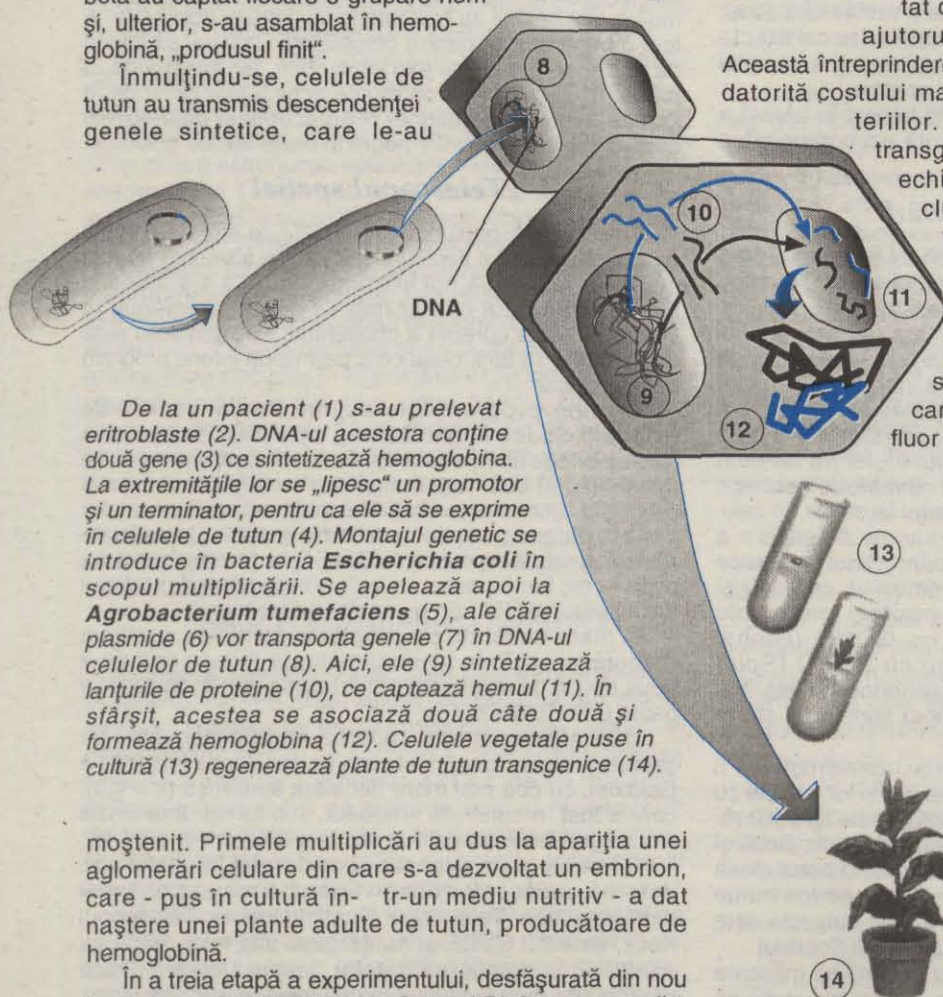 şi, ulterior, s-au asamblat în hemo-
globină, „produsul finit“.
Înmulţindu-se, celulele de
tutun au transmis descendenţei
genele sintetice, care le-au
8
DNA
10
11
9
12
De la un pacient (1) s-au prelevat
eritroblaste (2). DNA-ul acestora conţine
două gene (3) ce sintetizează hemoglobina.
La extremităţile lor se „lipesc“ un promotor
şi un terminator, pentru ca ele să se exprime
în celulele de tutun (4). Montajul genetic se
introduce în bacteria Escherichia coli în
scopul multiplicării. Se apelează apoi la
Agrobacterium tumefaciens (5), ale cărei
plasmide (6) vor transporta genele (7) în DNA-ul
celulelor de tutun (8). Aici, ele (9) sintetizează
lanţurile de proteine (10), ce captează hemul (11). În
sfârşit, acestea se asociază două câte două şi
formează hemoglobina (12). Celulele vegetale puse în
cultură (13) regenerează plante de tutun transgenice (14).
13
14
moştenit. Primele multiplicări au dus la apariţia unei
aglomerări celulare din care s-a dezvoltat un embrion,
care - pus în cultură în- tr-un mediu nutritiv - a dat
naştere unei plante adulte de tutun, producătoare de
hemoglobină.
În a treia etapă a experimentului, desfăşurată din nou
tat
ajutoru
Această întreprindere
datorită costului ma
teriilor.
transg
echi
cl
s
car
fluor